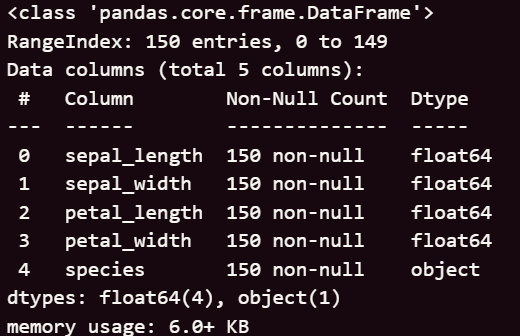 <class 'pandas.core.frame.DataFrame'>
RangeIndex: 150 entries, 0 to 149
Data columns (total 5 columns):
 #   Column        Non-Null Count  Dtype
---  ------        --------------  -----
 0   sepal_length  150 non-null    float64
 1   sepal_width   150 non-null    float64
 2   petal_length  150 non-null    float64
 3   petal_width   150 non-null    float64
 4   species       150 non-null    object
dtypes: float64(4), object(1)
memory usage: 6.0+ KB